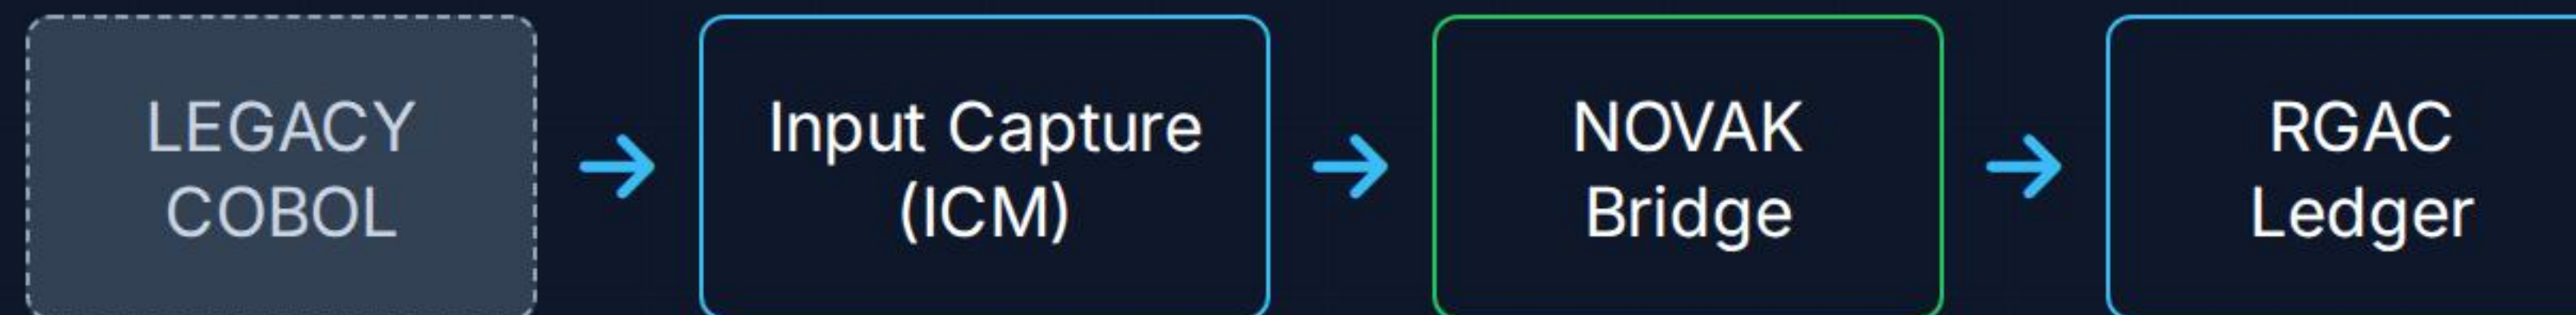 LEGACY
COBOL
Input Capture
(ICM)
NOVAK
Bridge
RGAC
Ledger